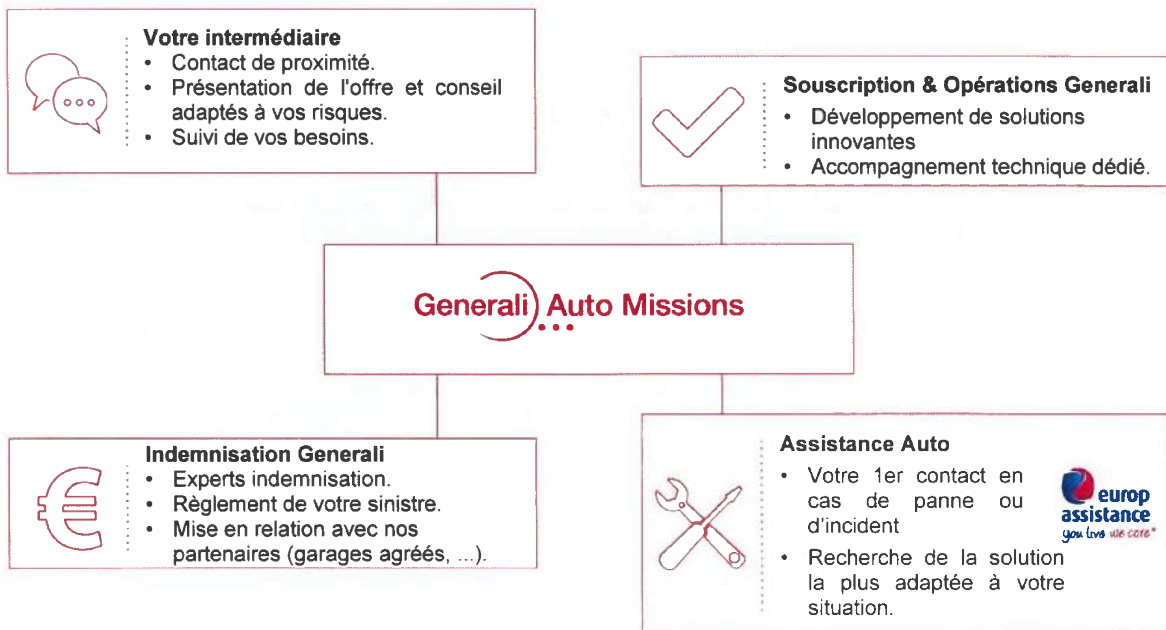 Votre intermédiaire
• Contact de proximité.
• Présentation de l'offre et conseil
adaptés à vos risques.
• Suivi de vos besoins.
Souscription & Opérations Generali
• Développement de solutions
innovantes
• Accompagnement technique dédié.
Generali Auto Missions
Indemnisation Generali
• Experts indemnisation.
• Règlement de votre sinistre.
• Mise en relation avec nos
partenaires (garages agréés, ...).
Assistance Auto
• Votre 1er contact en
cas de panne ou
d'incident
europ
assistance
you live we care
• Recherche de la solution
la plus adaptée à votre
situation.